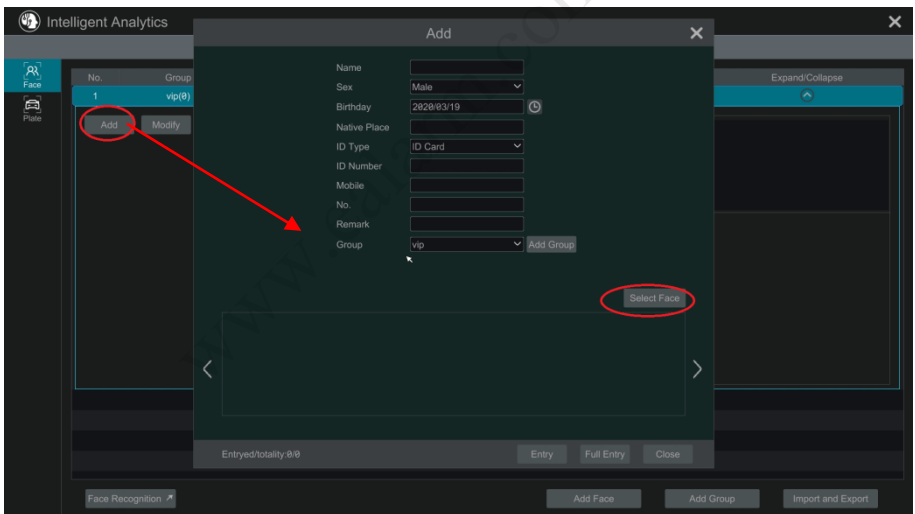 Intelligent Analytics
Add
Face
Plate
No. Group Expand/Collapse
1 vip(0)
Add Modify
Name
Sex Male
Birthday 2020/03/19
Native Place
ID Type ID Card
ID Number
Mobile
No.
Remark
Group vip Add Group
Select Face
Entryed/totality:0/0 Entry Full Entry Close
Face Recognition Add Face Add Group Import and Export